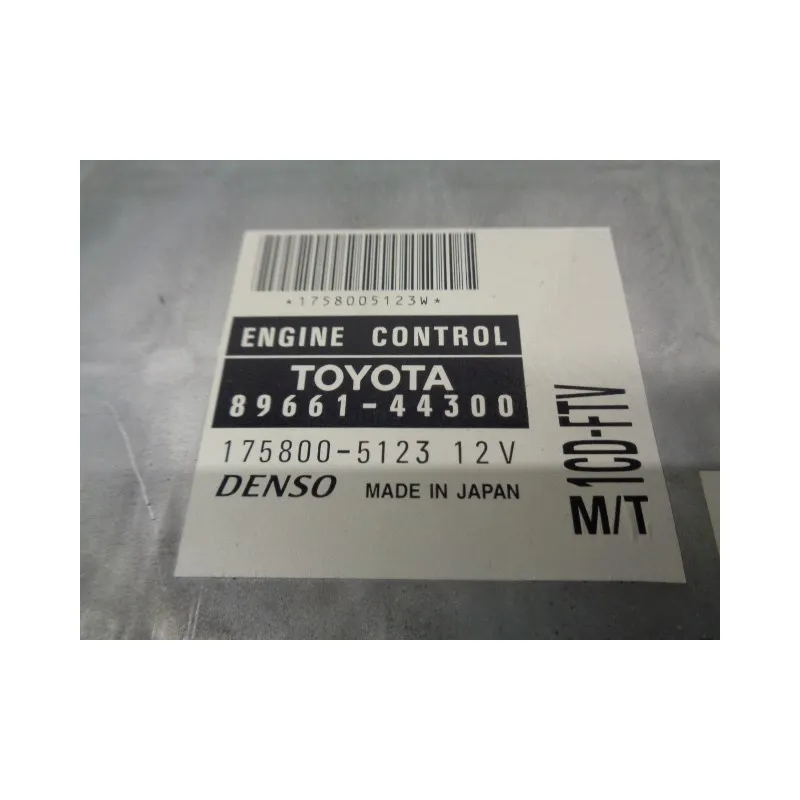 *1758005123W*
ENGINE CONTROL
TOYOTA
89661-44300
175800-5123 12V
DENSO MADE IN JAPAN
1CD-FTV
M/T